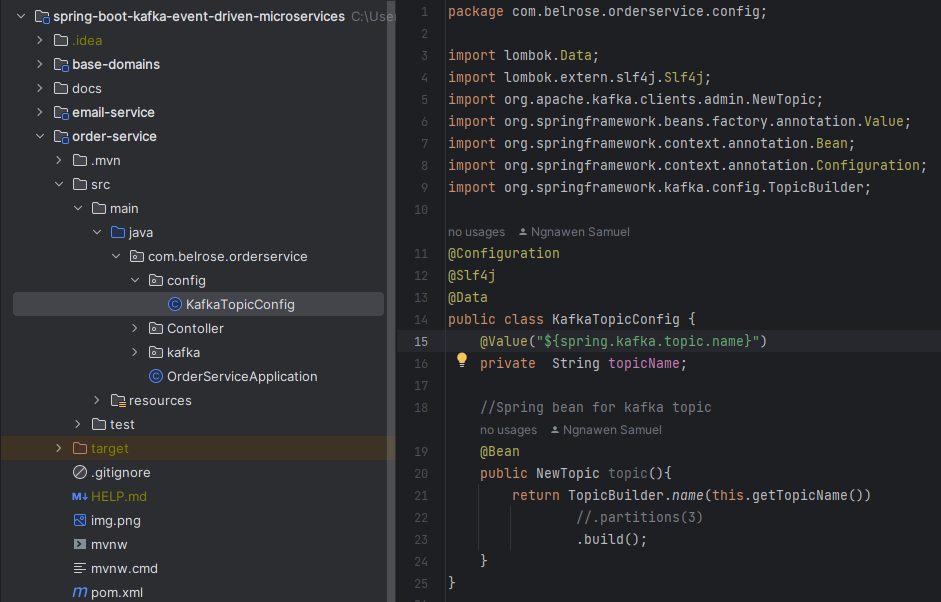 spring-boot-kafka-event-driven-microservices C:\User
.idea
base-domains
docs
email-service
order-service
.mvn
src
main
java
com.belrose.orderservice
config
KafkaTopicConfig
Contoller
kafka
OrderServiceApplication
resources
test
target
.gitignore
HELP.md
img.png
mvnw
mvnw.cmd
pom.xml
1 package com.belrose.orderservice.config;
2
3 import lombok.Data;
4 import lombok.extern.slf4j.Slf4j;
5 import org.apache.kafka.clients.admin.NewTopic;
6 import org.springframework.beans.factory.annotation.Value;
7 import org.springframework.context.annotation.Bean;
8 import org.springframework.context.annotation.Configuration;
9 import org.springframework.kafka.config.TopicBuilder;
10
no usages Ngnawen Samuel
11 @Configuration
12 @Slf4j
13 @Data
14 public class KafkaTopicConfig {
15 @Value("${spring.kafka.topic.name}")
16 private  String topicName;
17
18 //Spring bean for kafka topic
no usages Ngnawen Samuel
19 @Bean
20 public NewTopic topic(){
21 return TopicBuilder.name(this.getTopicName())
22 //.partitions(3)
23 .build();
24 }
25 }